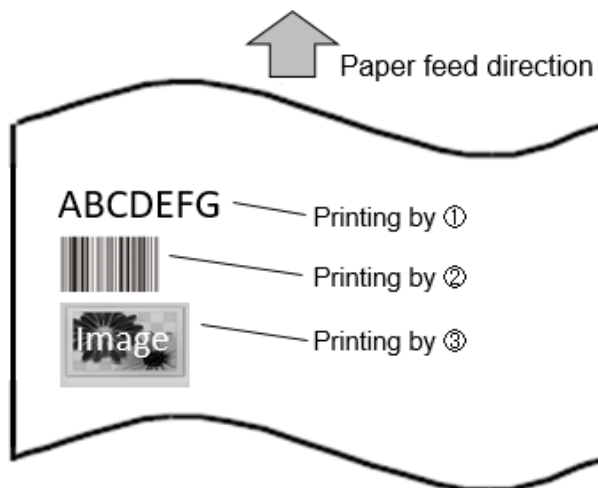 Paper feed direction
ABCDEFG
Printing by ①
Printing by ②
Image
Printing by ③